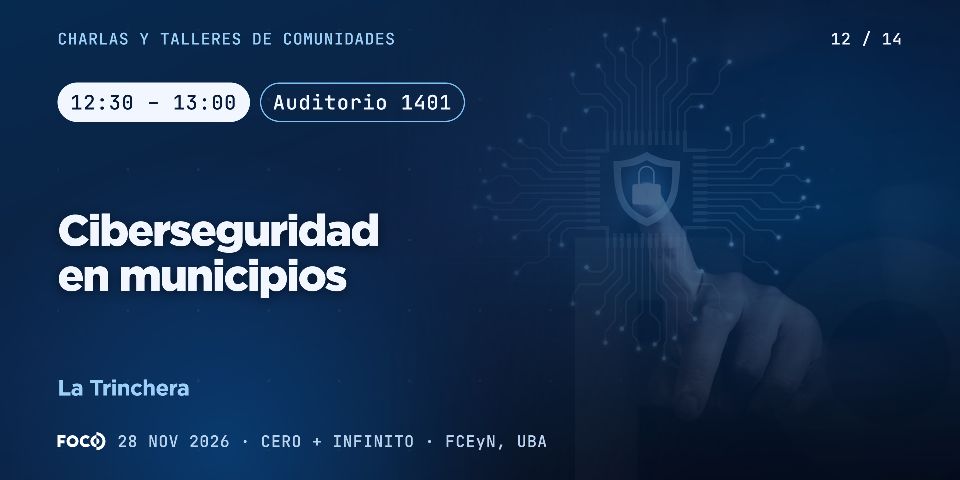 CHARLAS Y TALLERES DE COMUNIDADES
12 / 14
12:30 – 13:00
Auditorio 1401
Ciberseguridad
en municipios
La Trinchera
FOCO 28 NOV 2026 · CERO + INFINITO · FCEyN, UBA